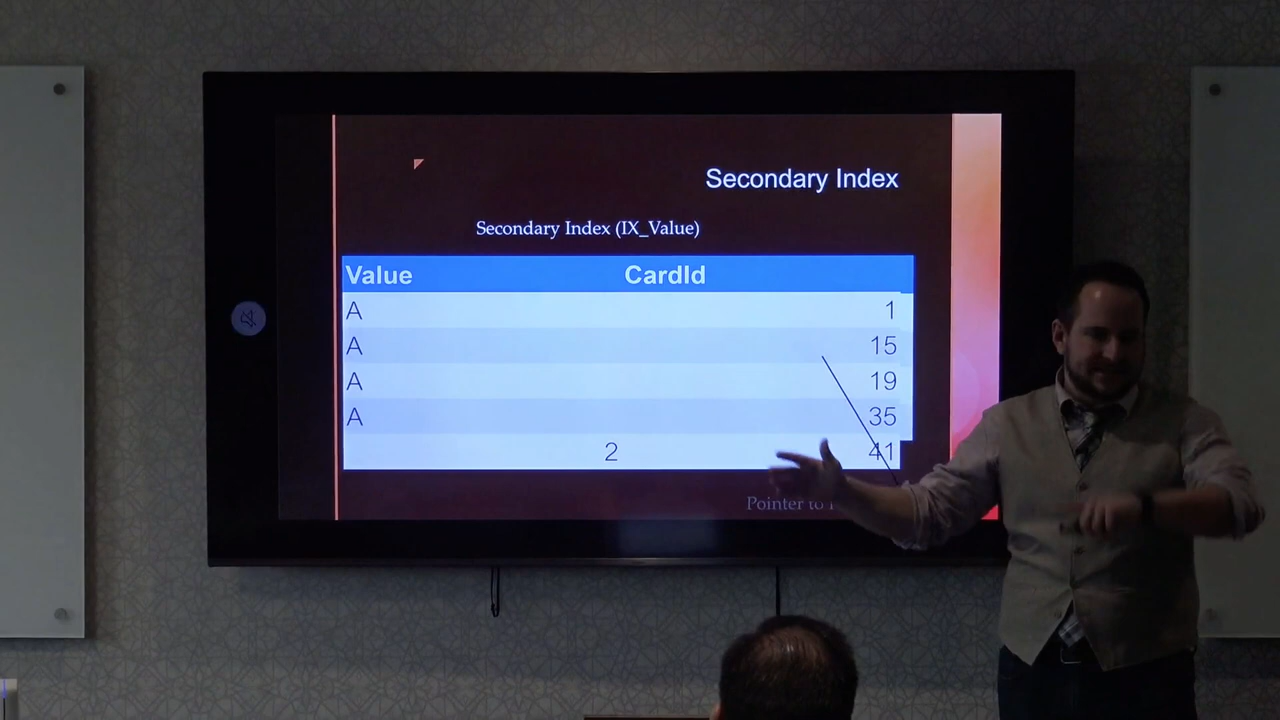 Secondary Index
Secondary Index (IX_Value)
Value CardId
A 1
A 15
A 19
A 35
2 41
Pointer to